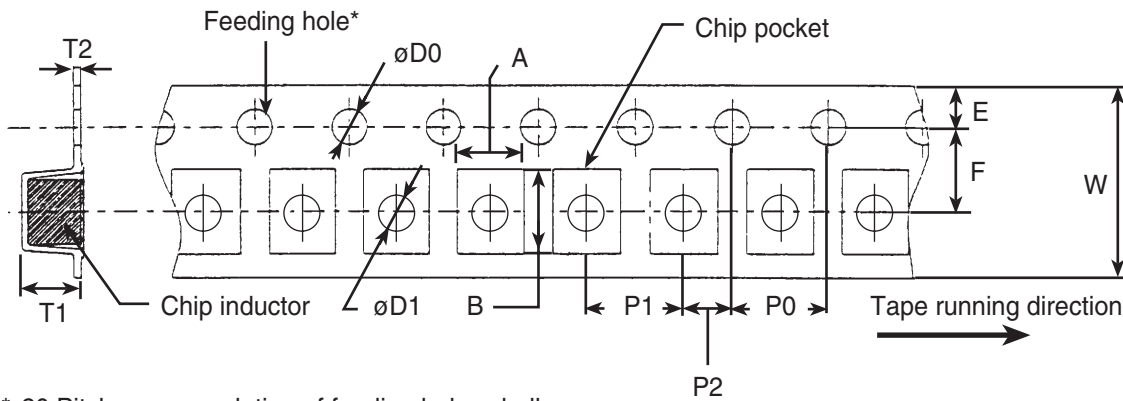 Feeding hole*
T2
øD0
A
Chip pocket
E
F
W
T1
Chip inductor
øD1
B
P1
P0
P2
Tape running direction